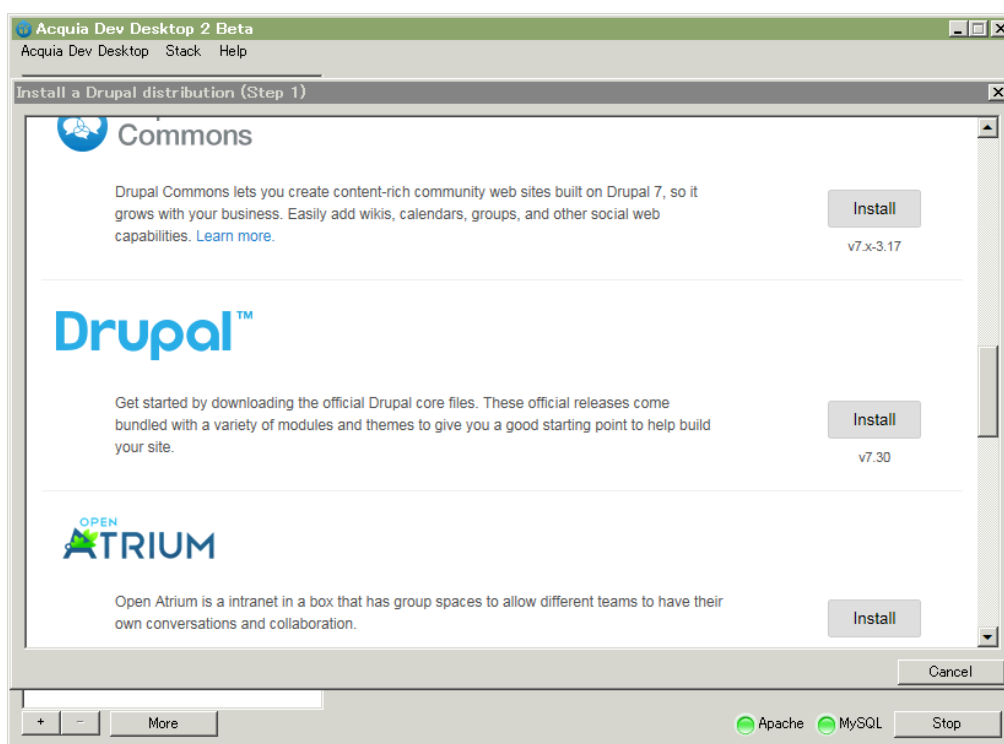 Acquia Dev Desktop 2 Beta
Acquia Dev Desktop Stack Help
Install a Drupal distribution (Step 1)
Commons
Drupal Commons lets you create content-rich community web sites built on Drupal 7, so it
grows with your business. Easily add wikis, calendars, groups, and other social web
capabilities. Learn more.
Install
v7.x-3.17
Drupal™
Get started by downloading the official Drupal core files. These official releases come
bundled with a variety of modules and themes to give you a good starting point to help build
your site.
Install
v7.30
OPEN
ATRIUM
Open Atrium is a intranet in a box that has group spaces to allow different teams to have their
own conversations and collaboration.
Install
Cancel
+ - More
Apache MySQL Stop